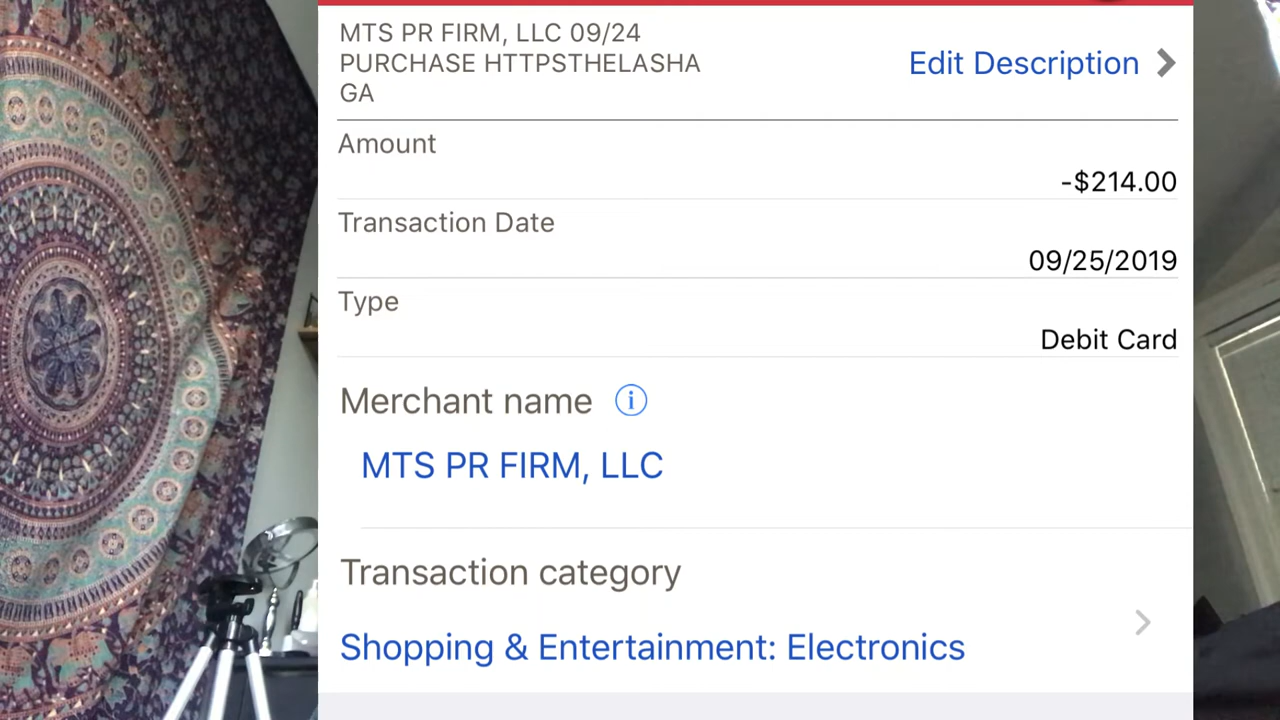 MTS PR FIRM, LLC 09/24
PURCHASE HTTPSTHELASHA
GA
Edit Description
Amount
-$214.00
Transaction Date
09/25/2019
Type
Debit Card
Merchant name
MTS PR FIRM, LLC
Transaction category
Shopping & Entertainment: Electronics